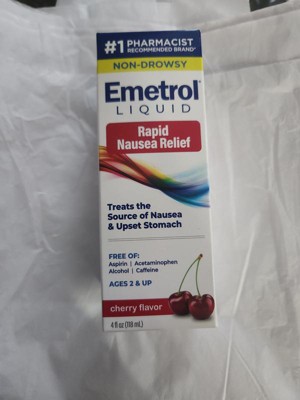 #1 PHARMACIST
RECOMMENDED BRAND*
NON-DROWSY
Emetrol®
LIQUID
Rapid
Nausea Relief
Treats the
Source of Nausea
& Upset Stomach
FREE OF:
Aspirin | Acetaminophen
Alcohol | Caffeine
AGES 2 & UP
cherry flavor
4 fl oz (118 mL)